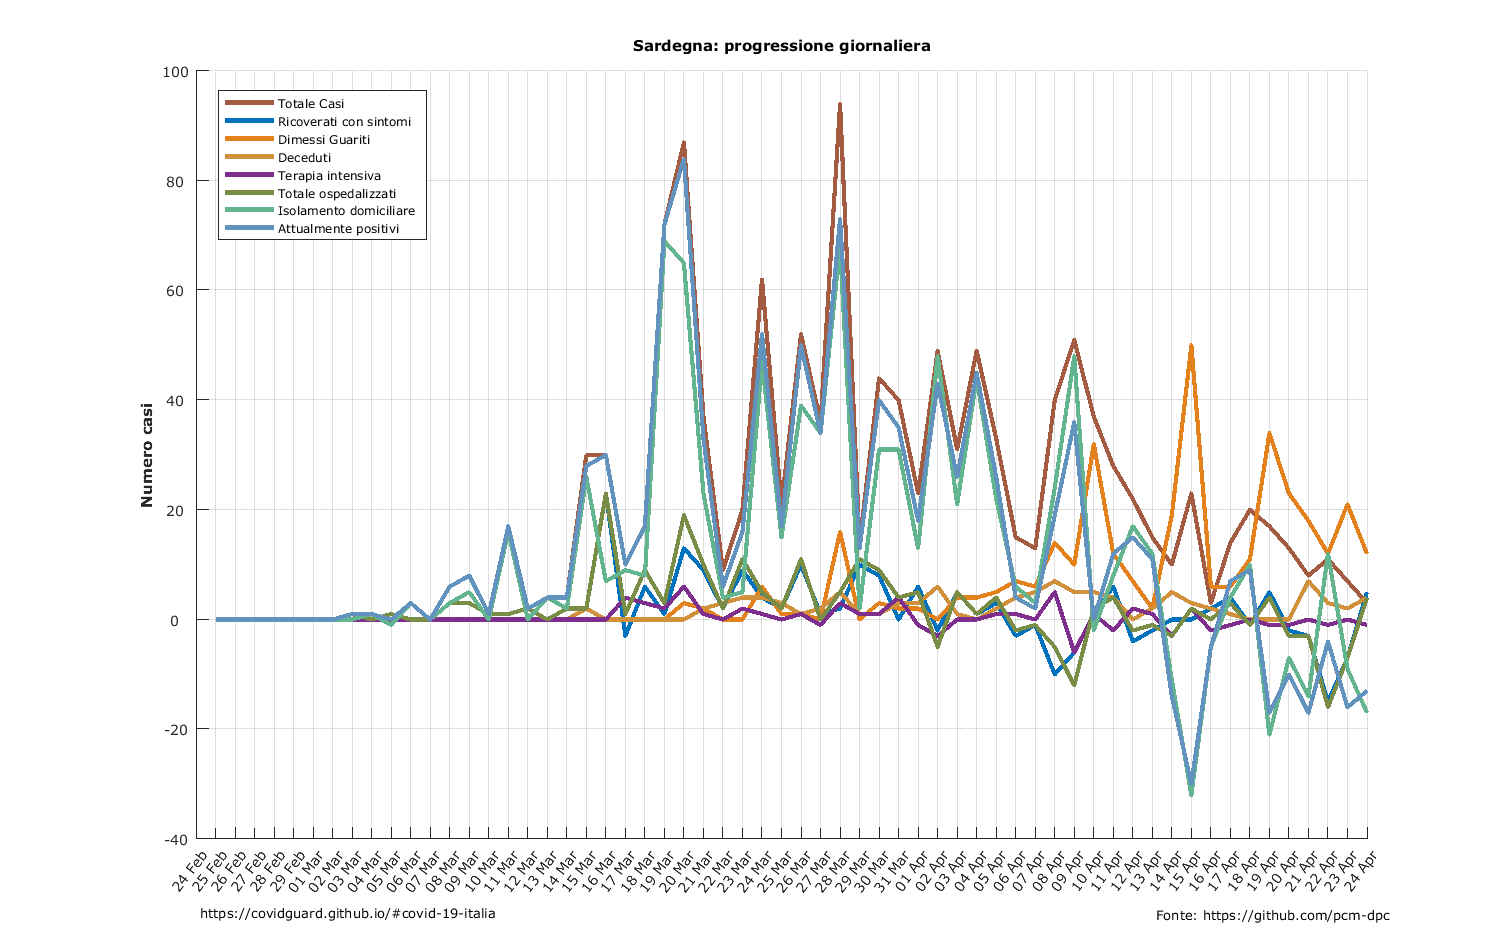 Sardegna: progressione giornaliera
Numero casi
100
80
60
40
20
0
-20
-40
Totale Casi
Ricoverati con sintomi
Dimessi Guariti
Deceduti
Terapia intensiva
Totale ospedalizzati
Isolamento domiciliare
Attualmente positivi
24 Feb
25 Feb
26 Feb
27 Feb
28 Feb
29 Feb
01 Mar
02 Mar
03 Mar
04 Mar
05 Mar
06 Mar
07 Mar
08 Mar
09 Mar
10 Mar
11 Mar
12 Mar
13 Mar
14 Mar
15 Mar
16 Mar
17 Mar
18 Mar
19 Mar
20 Mar
21 Mar
22 Mar
23 Mar
24 Mar
25 Mar
26 Mar
27 Mar
28 Mar
29 Mar
30 Mar
31 Mar
01 Apr
02 Apr
03 Apr
04 Apr
05 Apr
06 Apr
07 Apr
08 Apr
09 Apr
10 Apr
11 Apr
12 Apr
13 Apr
14 Apr
15 Apr
16 Apr
17 Apr
18 Apr
19 Apr
20 Apr
21 Apr
22 Apr
23 Apr
24 Apr
https://covidguard.github.io/#covid-19-italia
Fonte: https://github.com/pcm-dpc